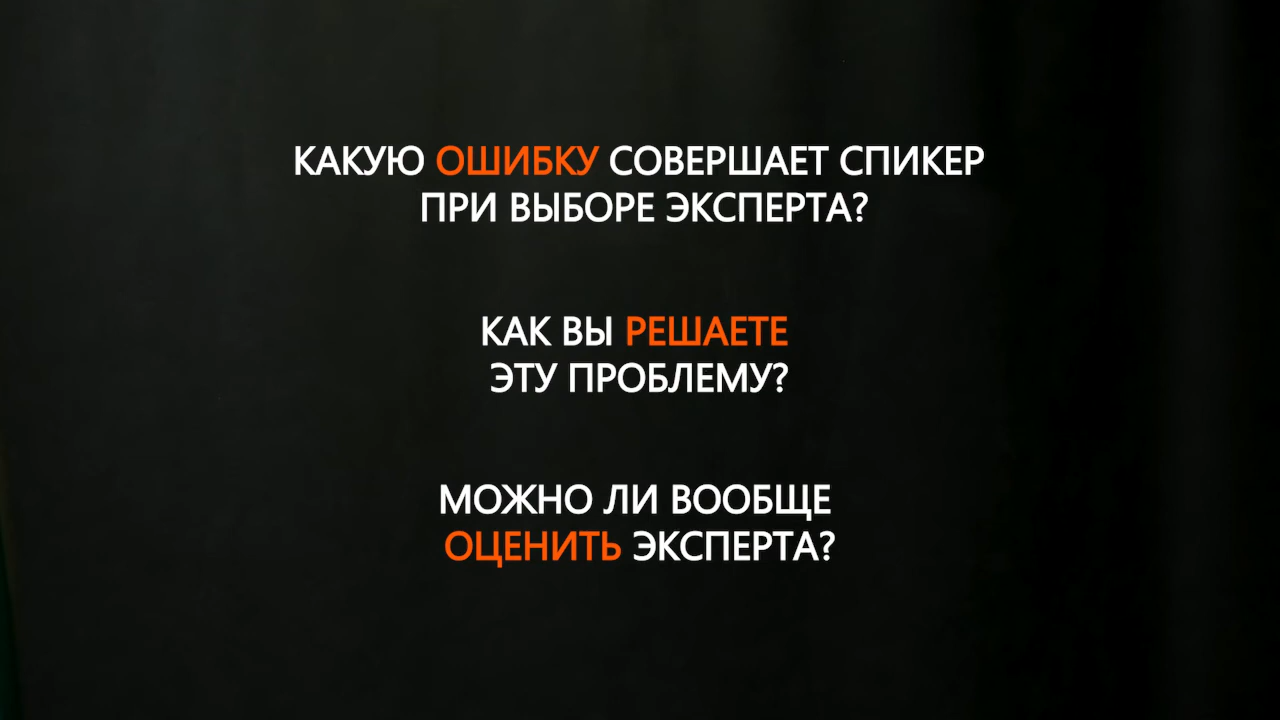 КАКУЮ ОШИБКУ СОВЕРШАЕТ СПИКЕР
ПРИ ВЫБОРЕ ЭКСПЕРТА?
КАК ВЫ РЕШАЕТЕ
ЭТУ ПРОБЛЕМУ?
МОЖНО ЛИ ВООБЩЕ
ОЦЕНИТЬ ЭКСПЕРТА?